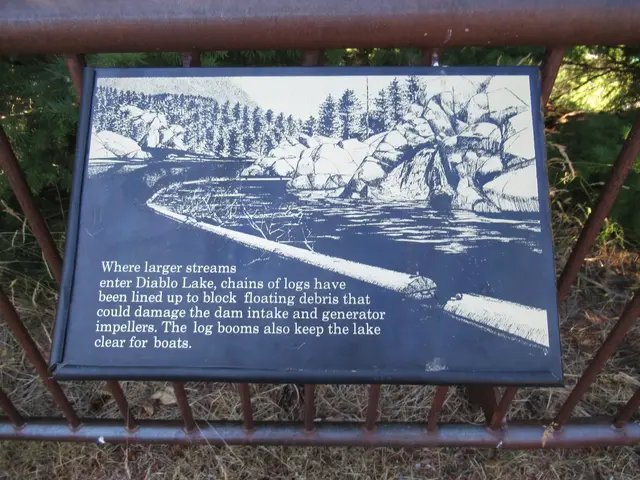 Where larger streams
enter Diablo Lake, chains of logs have
been lined up to block floating debris that
could damage the dam intake and generator
impellers. The log booms also keep the lake
clear for boats.